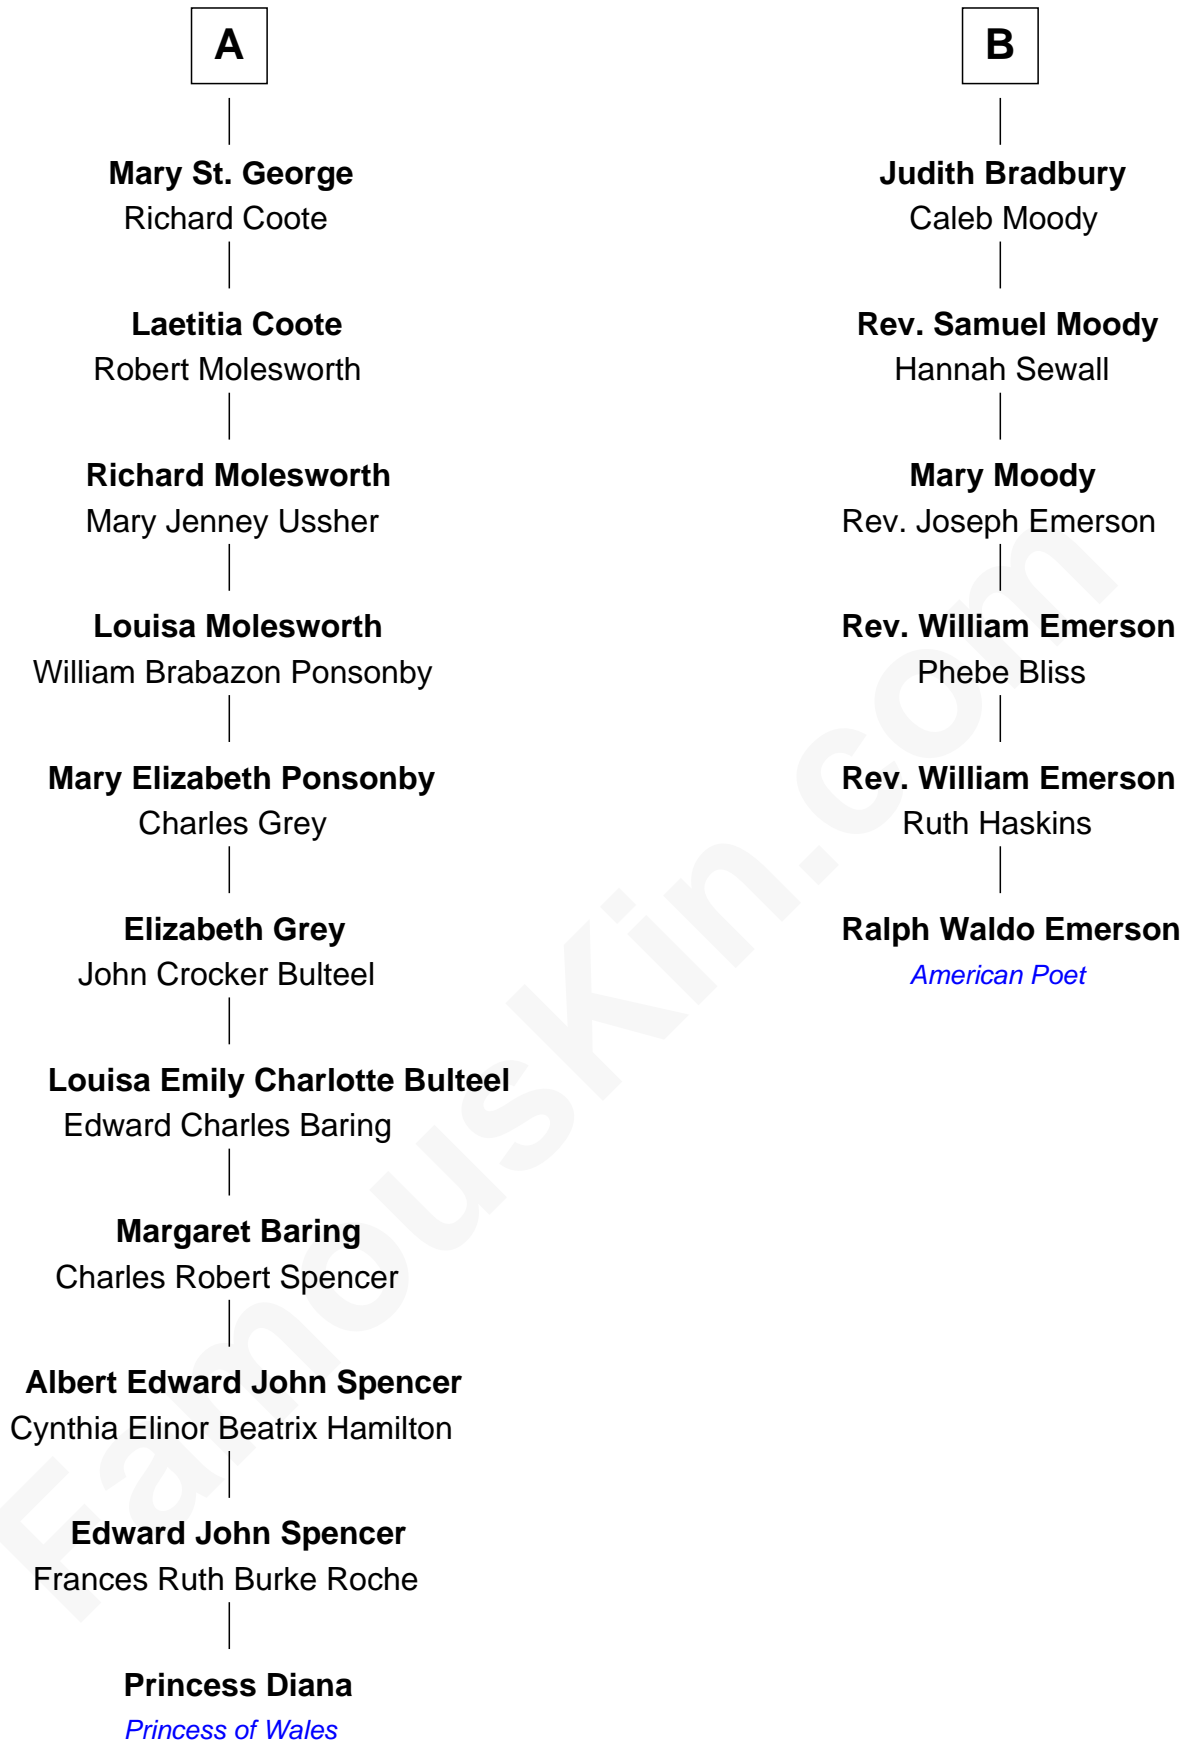 A
Mary St. George
Richard Coote
Laetitia Coote
Robert Molesworth
Richard Molesworth
Mary Jenney Ussher
Louisa Molesworth
William Brabazon Ponsonby
Mary Elizabeth Ponsonby
Charles Grey
Elizabeth Grey
John Crocker Bulteel
Louisa Emily Charlotte Bulteel
Edward Charles Baring
Margaret Baring
Charles Robert Spencer
Albert Edward John Spencer
Cynthia Elinor Beatrix Hamilton
Edward John Spencer
Frances Ruth Burke Roche
Princess Diana
Princess of Wales
B
Judith Bradbury
Caleb Moody
Rev. Samuel Moody
Hannah Sewall
Mary Moody
Rev. Joseph Emerson
Rev. William Emerson
Phebe Bliss
Rev. William Emerson
Ruth Haskins
Ralph Waldo Emerson
American Poet
FamousKin.com